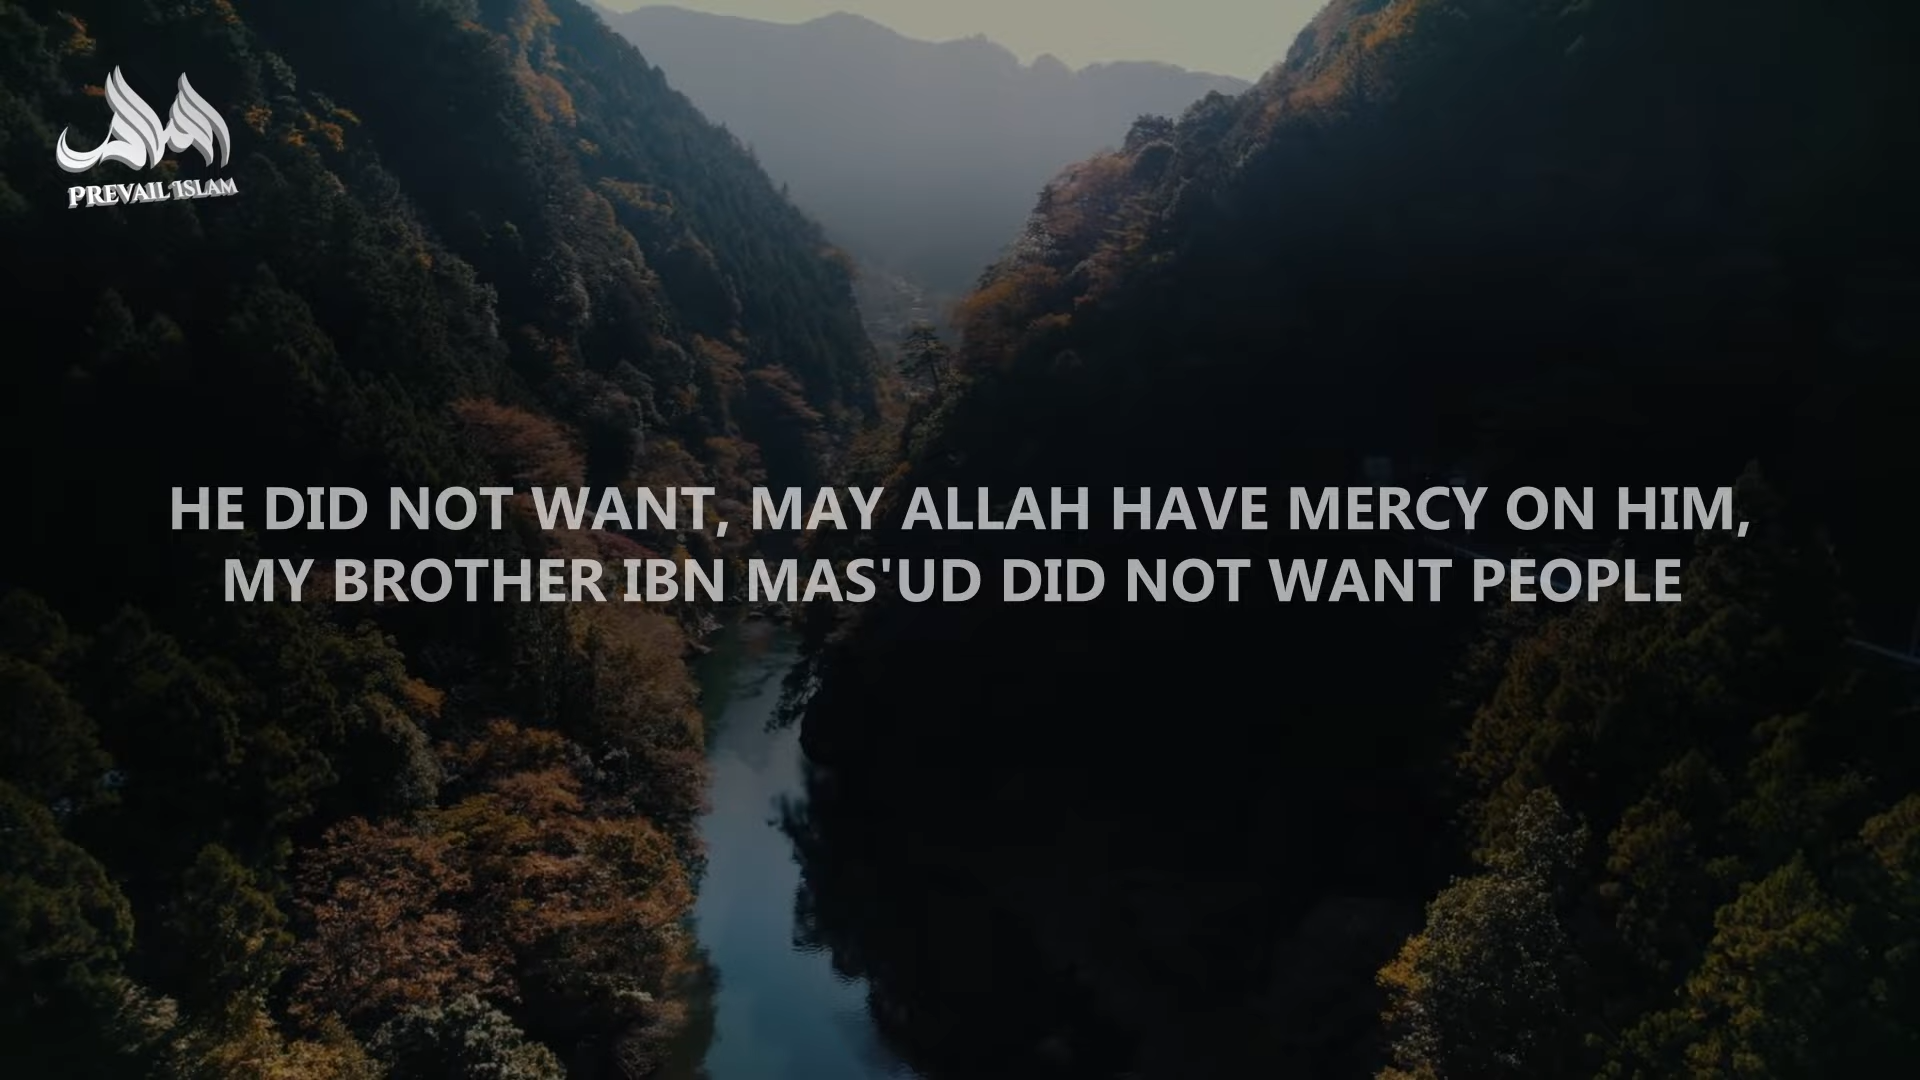 PREVAIL ISLAM
HE DID NOT WANT, MAY ALLAH HAVE MERCY ON HIM,
MY BROTHER IBN MAS'UD DID NOT WANT PEOPLE